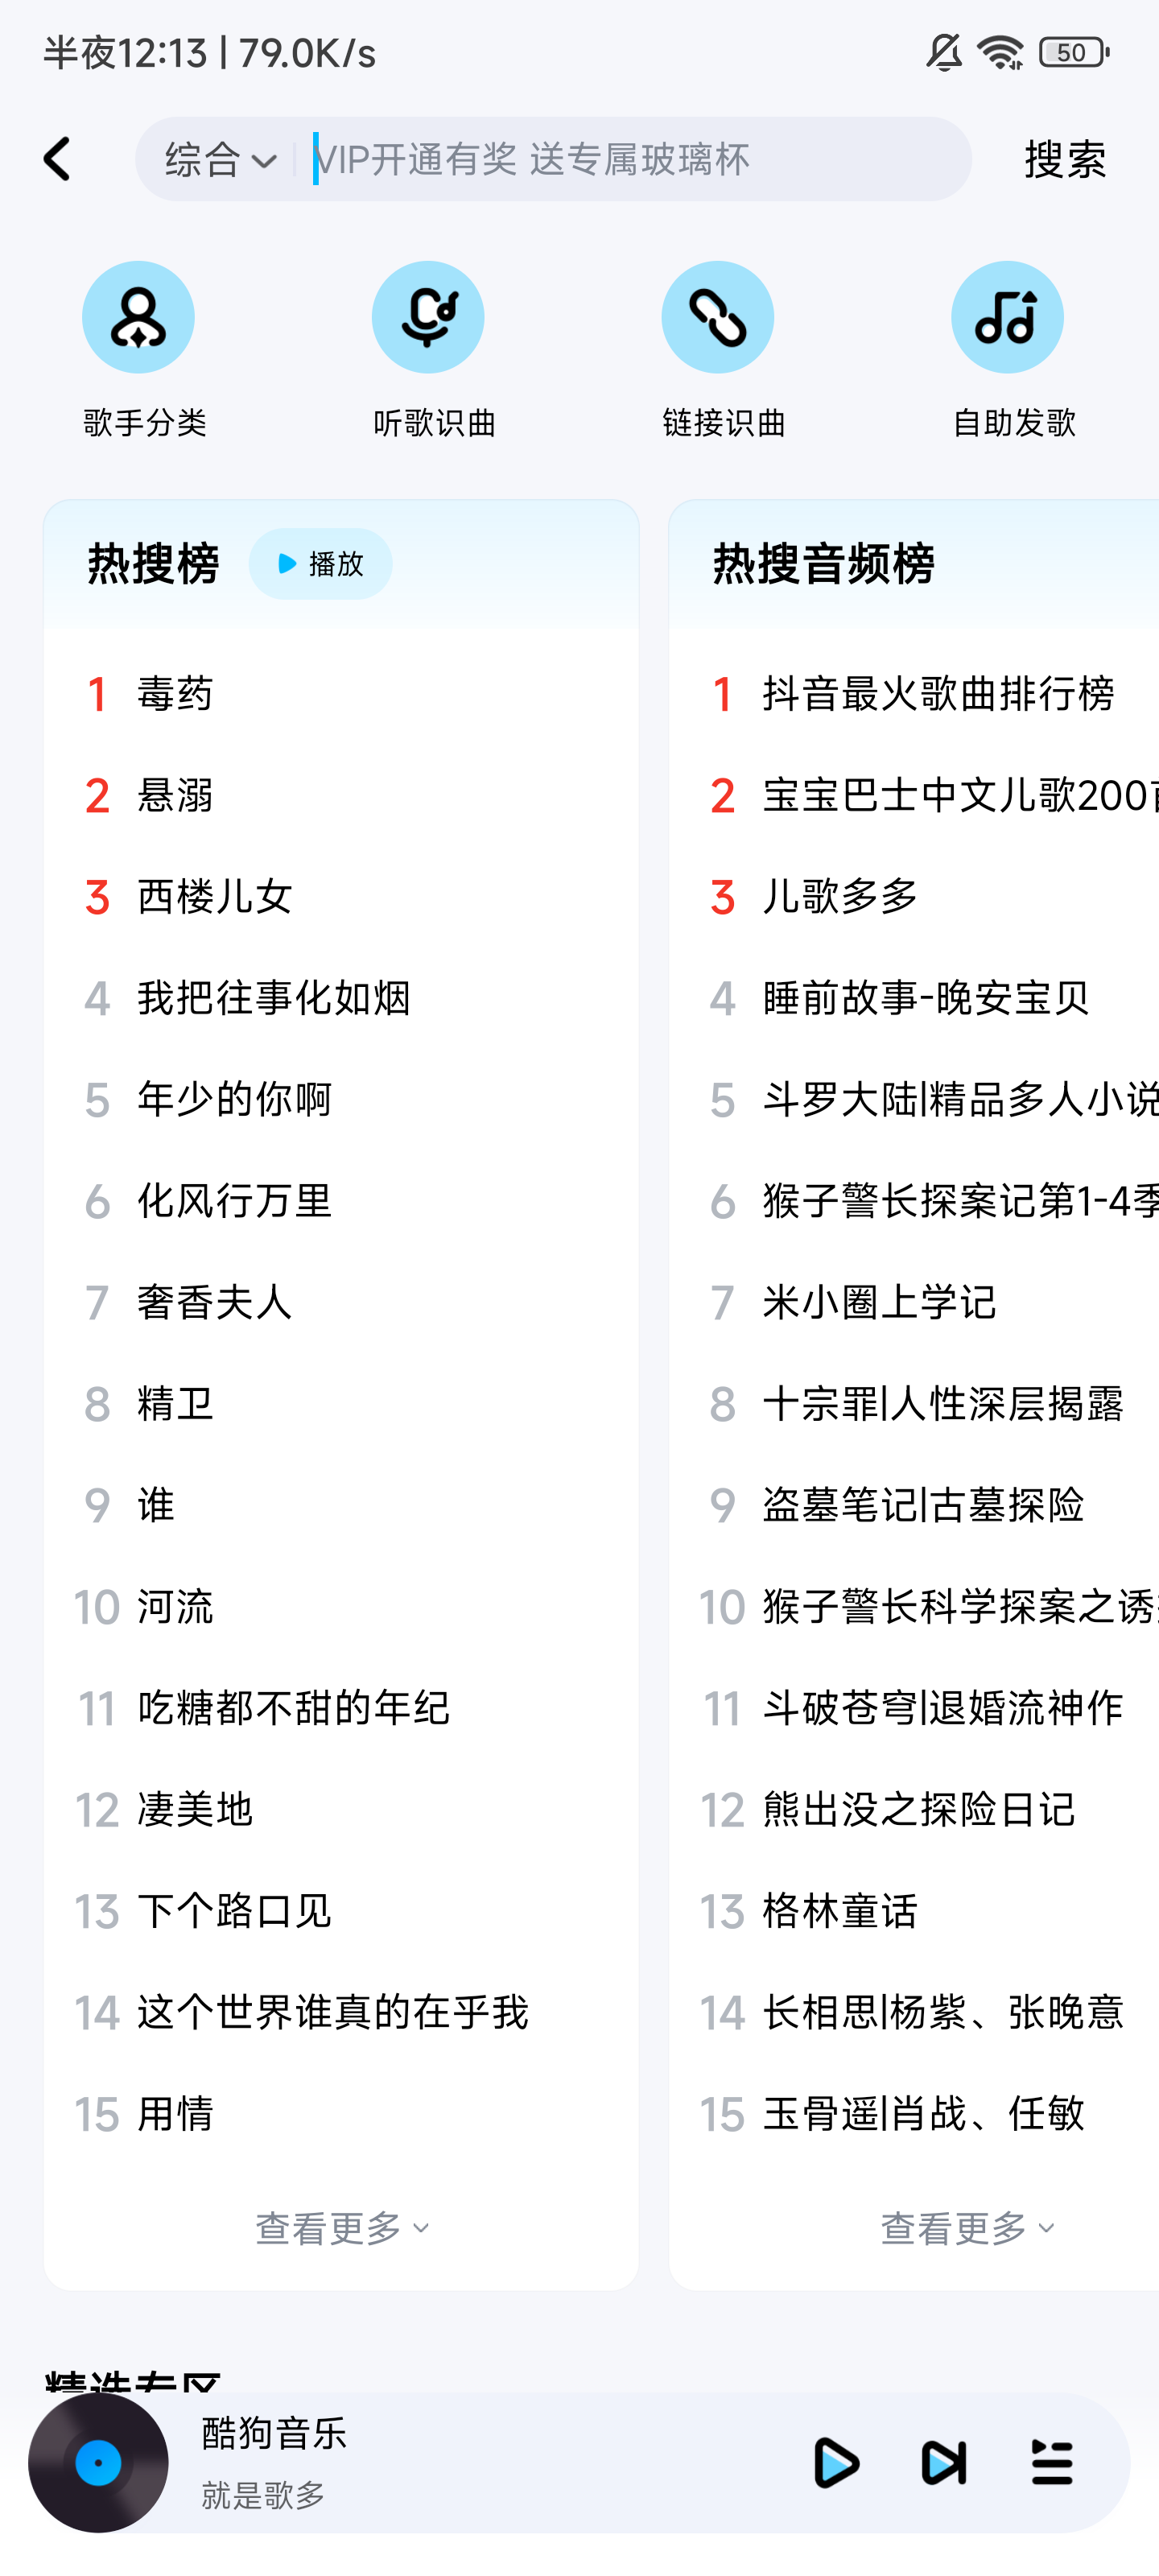 半夜12:13 | 79.0K/s
50
综合
VIP开通有奖 送专属玻璃杯
搜索
歌手分类
听歌识曲
链接识曲
自助发歌
热搜榜
播放
1 毒药
2 悬溺
3 西楼儿女
4 我把往事化如烟
5 年少的你啊
6 化风行万里
7 奢香夫人
8 精卫
9 谁
10 河流
11 吃糖都不甜的年纪
12 凄美地
13 下个路口见
14 这个世界谁真的在乎我
15 用情
查看更多
热搜音频榜
1 抖音最火歌曲排行榜
2 宝宝巴士中文儿歌200首
3 儿歌多多
4 睡前故事-晚安宝贝
5 斗罗大陆|精品多人小说
6 猴子警长探案记第1-4季
7 米小圈上学记
8 十宗罪|人性深层揭露
9 盗墓笔记|古墓探险
10 猴子警长科学探案之诱
11 斗破苍穹|退婚流神作
12 熊出没之探险日记
13 格林童话
14 长相思|杨紫、张晚意
15 玉骨遥|肖战、任敏
查看更多
精选专区
酷狗音乐
就是歌多